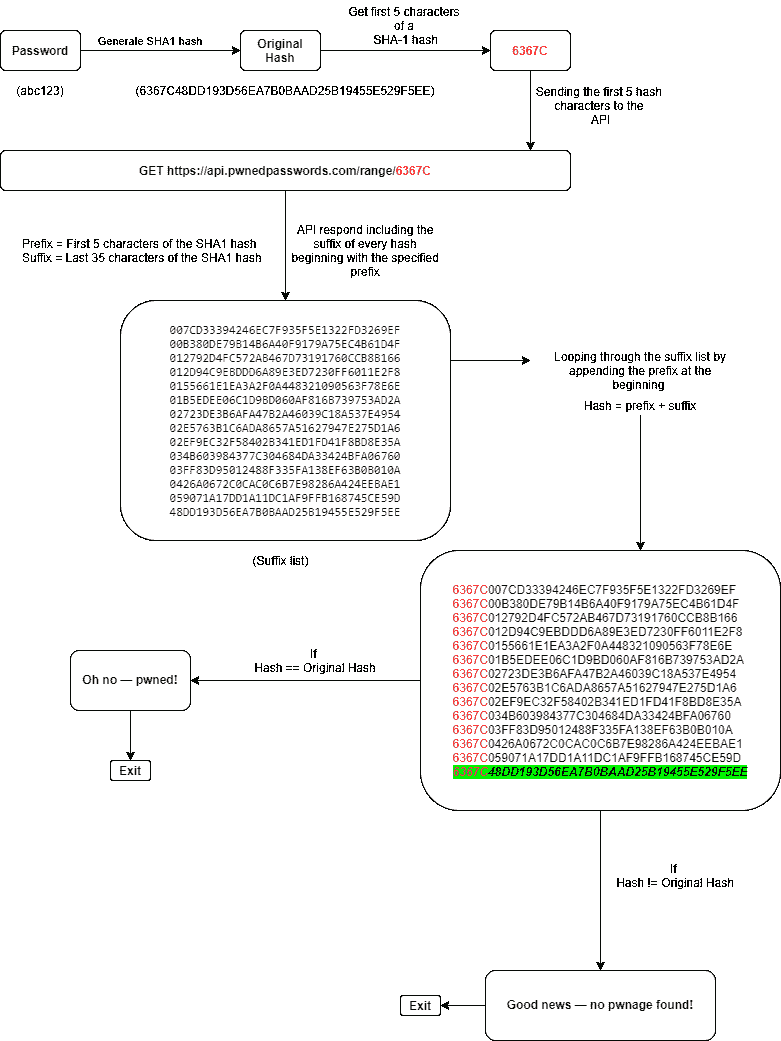 Get first 5 characters
of a
SHA-1 hash
Password
Generale SHA1 hash
Original
Hash
6367C
(abc123)
(6367C48DD193D56EA7B0BAAD25B19455E529F5EE)
Sending the first 5 hash
characters to the
API
GET https://api.pwnedpasswords.com/range/6367C
Prefix = First 5 characters of the SHA1 hash
Suffix = Last 35 characters of the SHA1 hash
API respond including the
suffix of every hash
beginning with the specified
prefix
007CD33394246EC7F935F5E1322FD3269EF
00B380DE79B14B6A40F9179A75EC4B61D4F
012792D4FC572AB467D73191760CCB8B166
012D94C9EBDDD6A89E3ED7230FF6011E2F8
0155661E1EA3A2F0A448321090563F78E6E
01B5EDEE06C1D9BD060AF816B739753AD2A
02723DE3B6AFA47B2A46039C18A537E4954
02E5763B1C6ADA8657A51627947E275D1A6
02EF9EC32F58402B341ED1FD41F8BD8E35A
034B603984377C304684DA33424BFA06760
03FF83D95012488F335FA138EF63B0B010A
0426A0672C0CAC0C6B7E98286A424EEBAE1
059071A17DD1A11DC1AF9FFB168745CE59D
48DD193D56EA7B0BAAD25B19455E529F5EE
(Suffix list)
Looping through the suffix list by
appending the prefix at the
beginning
Hash = prefix + suffix
6367C007CD33394246EC7F935F5E1322FD3269EF
6367C00B380DE79B14B6A40F9179A75EC4B61D4F
6367C012792D4FC572AB467D73191760CCB8B166
6367C012D94C9EBDDD6A89E3ED7230FF6011E2F8
6367C0155661E1EA3A2F0A448321090563F78E6E
6367C01B5EDEE06C1D9BD060AF816B739753AD2A
6367C02723DE3B6AFA47B2A46039C18A537E4954
6367C02E5763B1C6ADA8657A51627947E275D1A6
6367C02EF9EC32F58402B341ED1FD41F8BD8E35A
6367C034B603984377C304684DA33424BFA06760
6367C03FF83D95012488F335FA138EF63B0B010A
6367C0426A0672C0CAC0C6B7E98286A424EEBAE1
6367C059071A17DD1A11DC1AF9FFB168745CE59D
6367C48DD193D56EA7B0BAAD25B19455E529F5EE
If
Hash == Original Hash
Oh no — pwned!
Exit
If
Hash != Original Hash
Good news — no pwnage found!
Exit